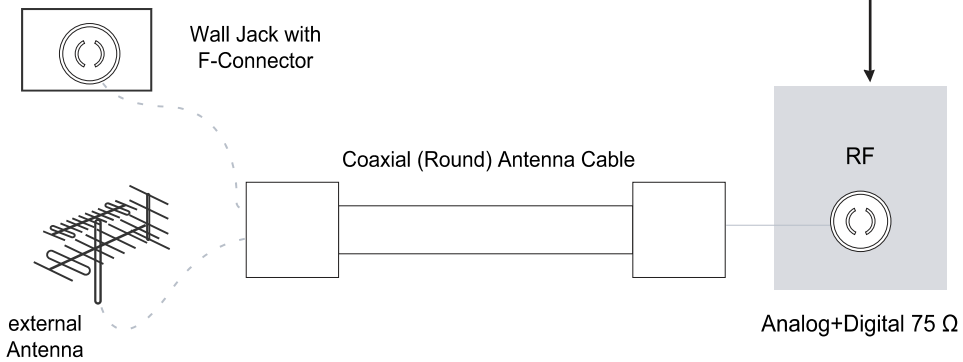 Wall Jack with
F-Connector
Coaxial (Round) Antenna Cable
RF
external
Antenna
Analog+Digital 75 Ω